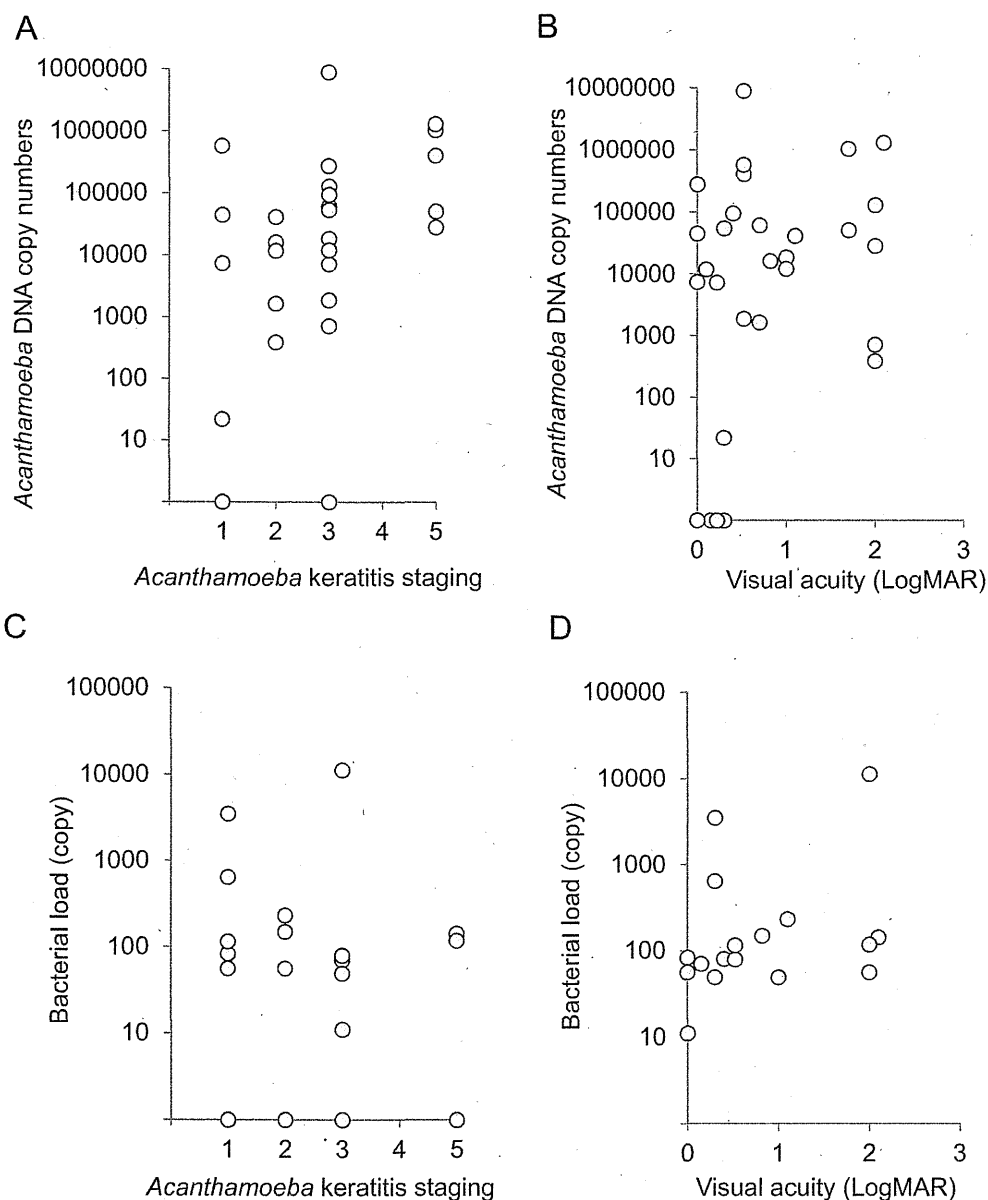 A
10000000
1000000
100000
10000
1000
100
10
Acanthamoeba DNA copy numbers
1 2 3 4 5
Acanthamoeba keratitis staging
B
10000000
1000000
100000
10000
1000
100
10
Acanthamoeba DNA copy numbers
0 1 2 3
Visual acuity (LogMAR)
C
100000
10000
1000
100
10
Bacterial load (copy)
1 2 3 4 5
Acanthamoeba keratitis staging
D
100000
10000
1000
100
10
Bacterial load (copy)
0 1 2 3
Visual acuity (LogMAR)